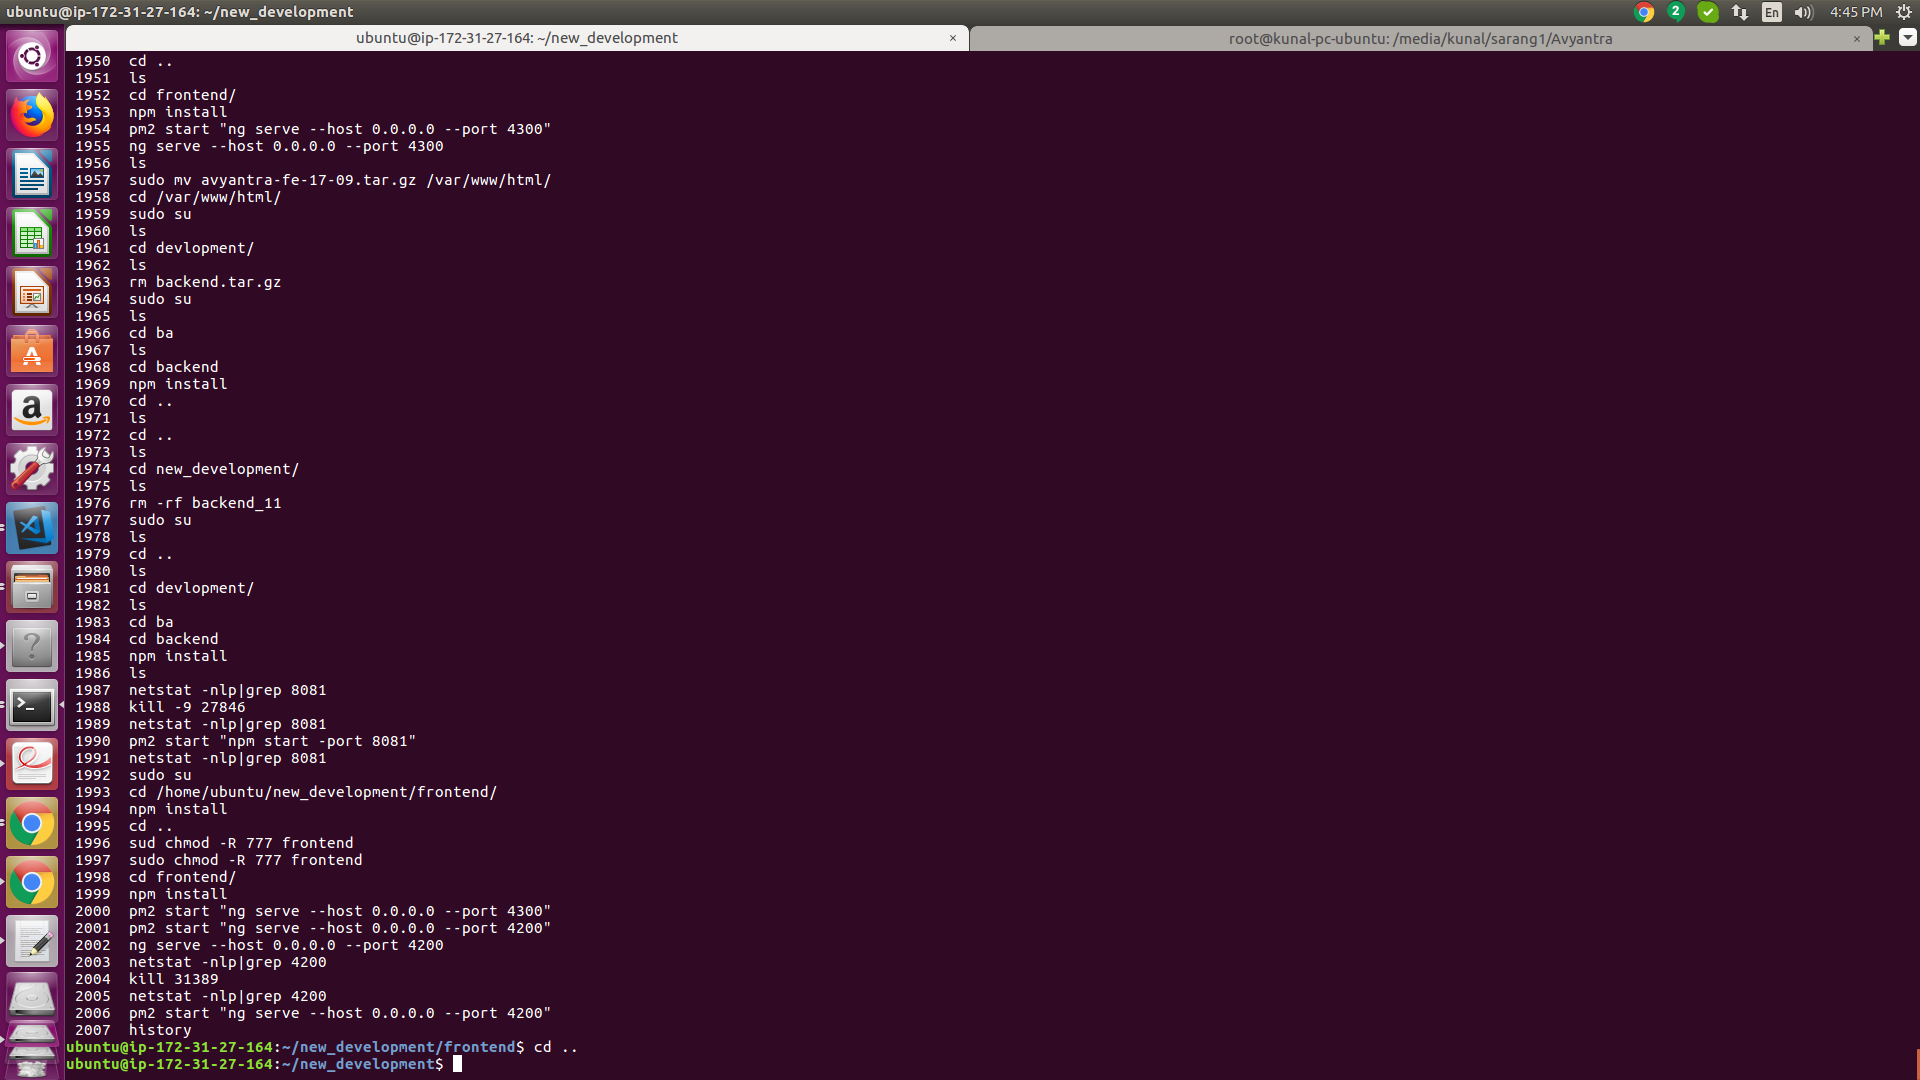 ubuntu@ip-172-31-27-164: ~/new_development
2
En
4:45 PM
ubuntu@ip-172-31-27-164: ~/new_development ×
root@kunal-pc-ubuntu: /media/kunal/sarang1/Avyantra ×
1950 cd ..
1951 ls
1952 cd frontend/
1953 npm install
1954 pm2 start "ng serve --host 0.0.0.0 --port 4300"
1955 ng serve --host 0.0.0.0 --port 4300
1956 ls
1957 sudo mv avyantra-fe-17-09.tar.gz /var/www/html/
1958 cd /var/www/html/
1959 sudo su
1960 ls
1961 cd devlopment/
1962 ls
1963 rm backend.tar.gz
1964 sudo su
1965 ls
1966 cd ba
1967 ls
1968 cd backend
1969 npm install
1970 cd ..
1971 ls
1972 cd ..
1973 ls
1974 cd new_development/
1975 ls
1976 rm -rf backend_11
1977 sudo su
1978 ls
1979 cd ..
1980 ls
1981 cd devlopment/
1982 ls
1983 cd ba
1984 cd backend
1985 npm install
1986 ls
1987 netstat -nlp|grep 8081
1988 kill -9 27846
1989 netstat -nlp|grep 8081
1990 pm2 start "npm start -port 8081"
1991 netstat -nlp|grep 8081
1992 sudo su
1993 cd /home/ubuntu/new_development/frontend/
1994 npm install
1995 cd ..
1996 sud chmod -R 777 frontend
1997 sudo chmod -R 777 frontend
1998 cd frontend/
1999 npm install
2000 pm2 start "ng serve --host 0.0.0.0 --port 4300"
2001 pm2 start "ng serve --host 0.0.0.0 --port 4200"
2002 ng serve --host 0.0.0.0 --port 4200
2003 netstat -nlp|grep 4200
2004 kill 31389
2005 netstat -nlp|grep 4200
2006 pm2 start "ng serve --host 0.0.0.0 --port 4200"
2007 history
ubuntu@ip-172-31-27-164:~/new_development/frontend$ cd ..
ubuntu@ip-172-31-27-164:~/new_development$